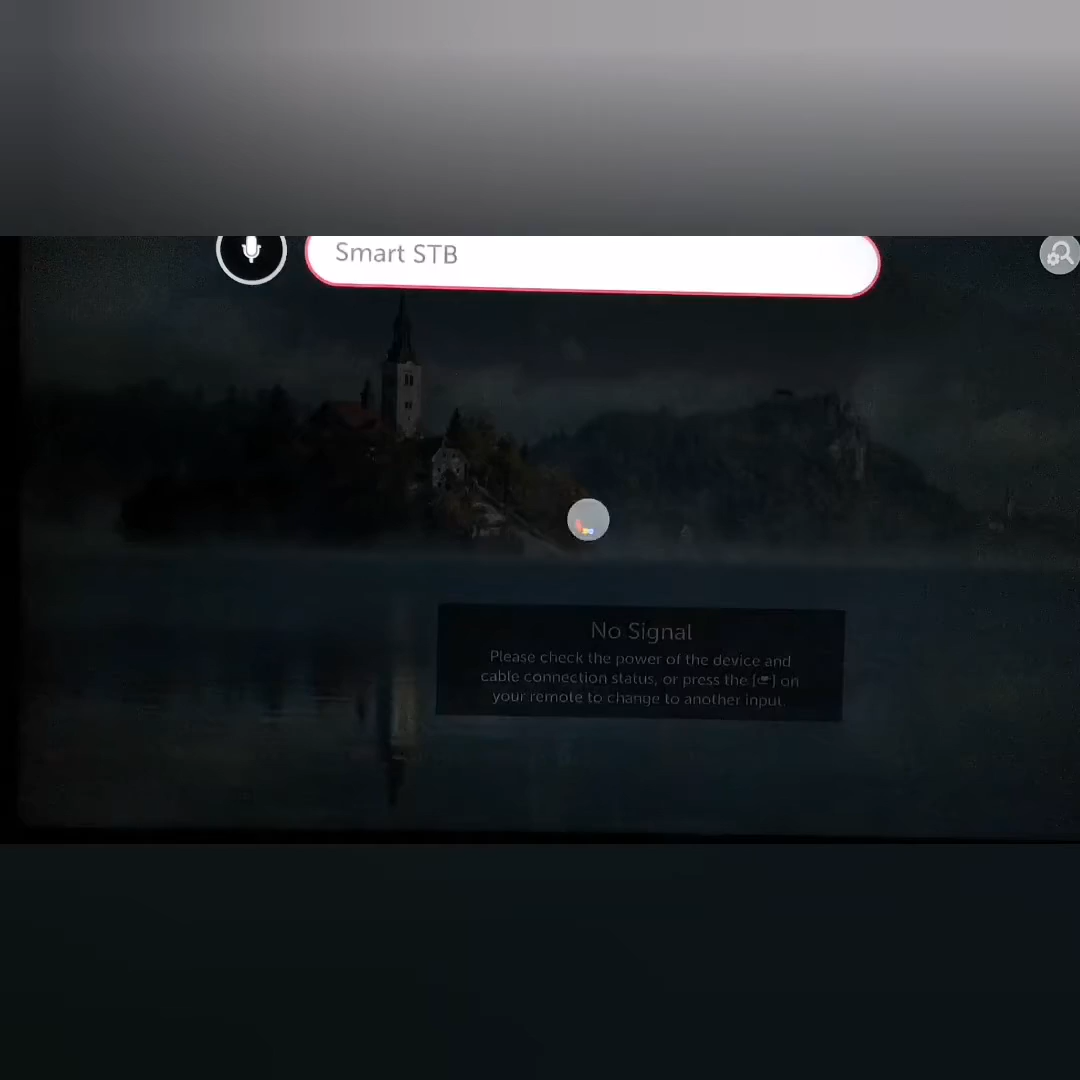 Smart STB
No Signal
Please check the power of the device and
cable connection status, or press the [ ] on
your remote to change to another input.